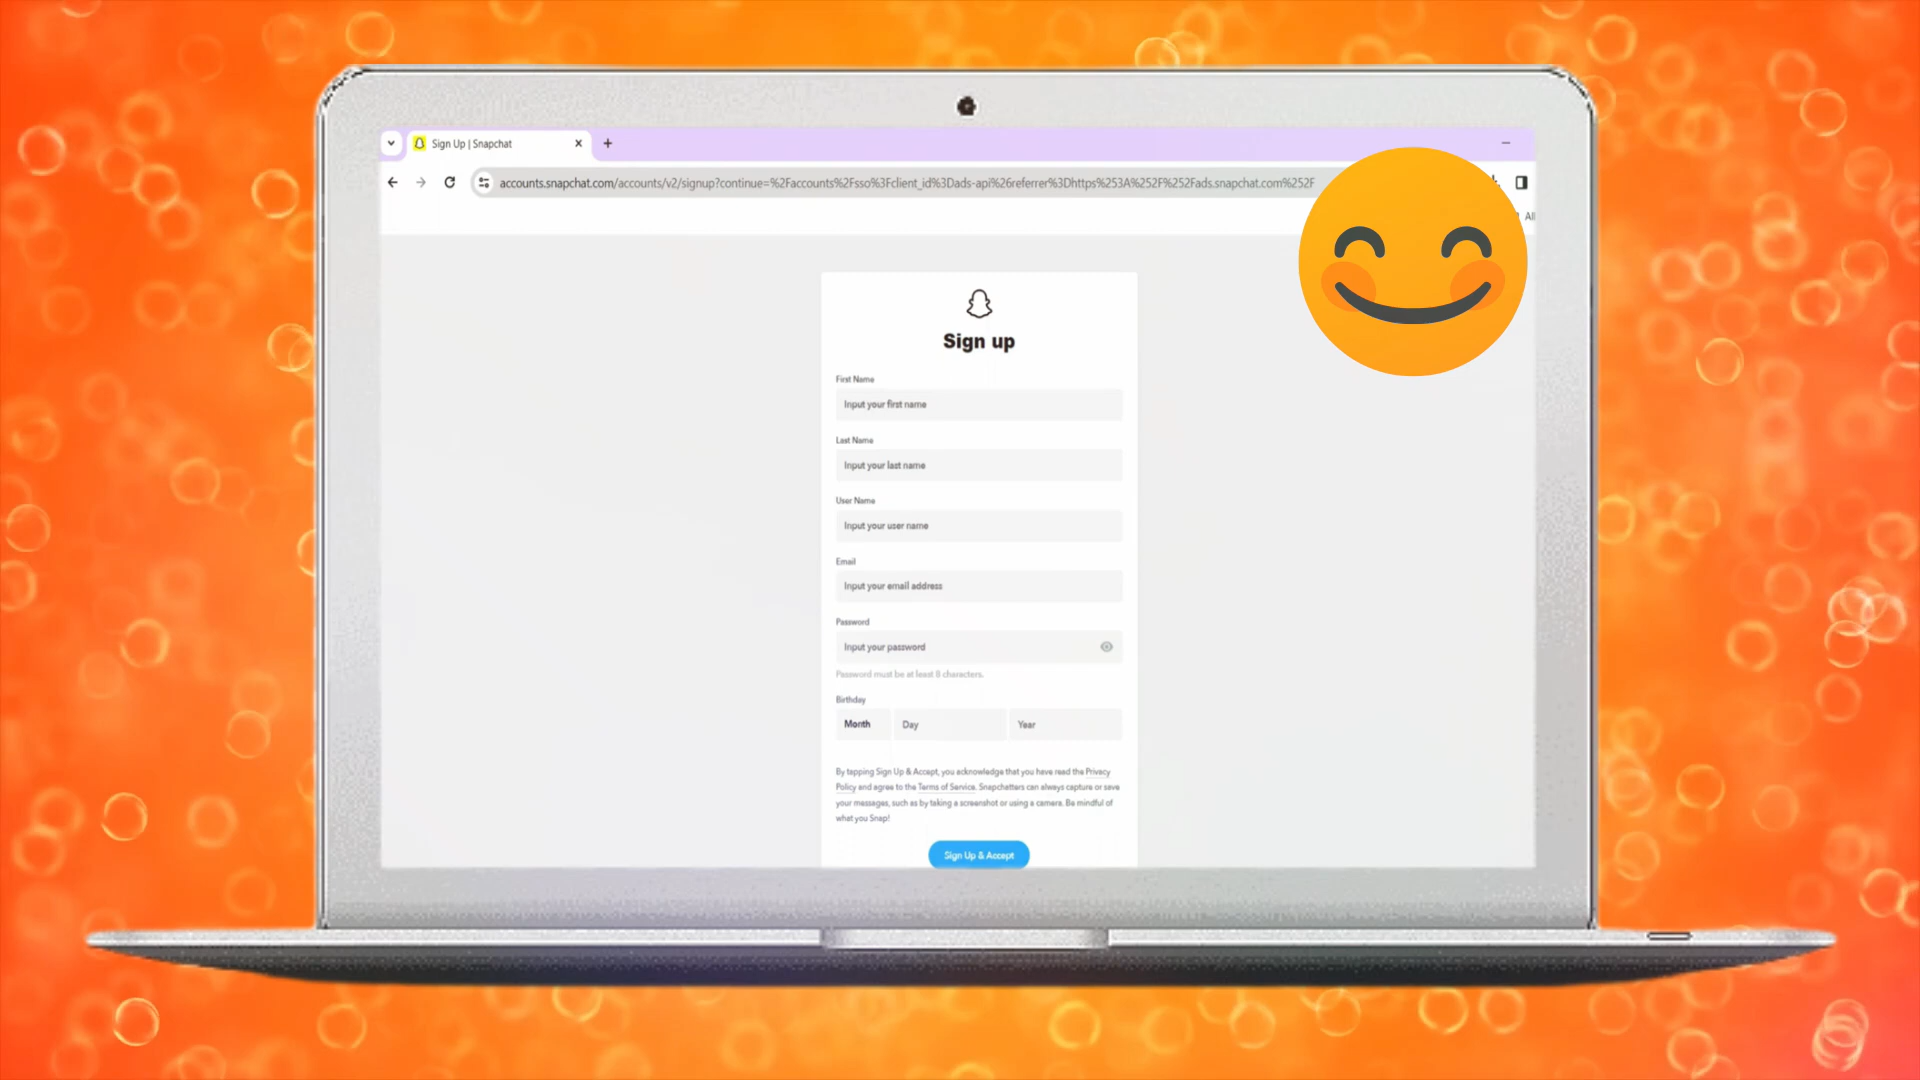 Sign Up | Snapchat
accounts.snapchat.com/accounts/v2/signup?continue=%2Faccounts%2Fsso%3Fclient_id%3Dads-api%26referrer%3Dhttps%253A%252F%252Fads.snapchat.com%252F
All
Sign up
First Name
Input your first name
Last Name
Input your last name
User Name
Input your user name
Email
Input your email address
Password
Input your password
Password must be at least 8 characters.
Birthday
Month Day Year
By tapping Sign Up & Accept, you acknowledge that you have read the Privacy
Policy and agree to the Terms of Service. Snapchatters can always capture or save
your messages, such as by taking a screenshot or using a camera. Be mindful of
what you Snap!
Sign Up & Accept